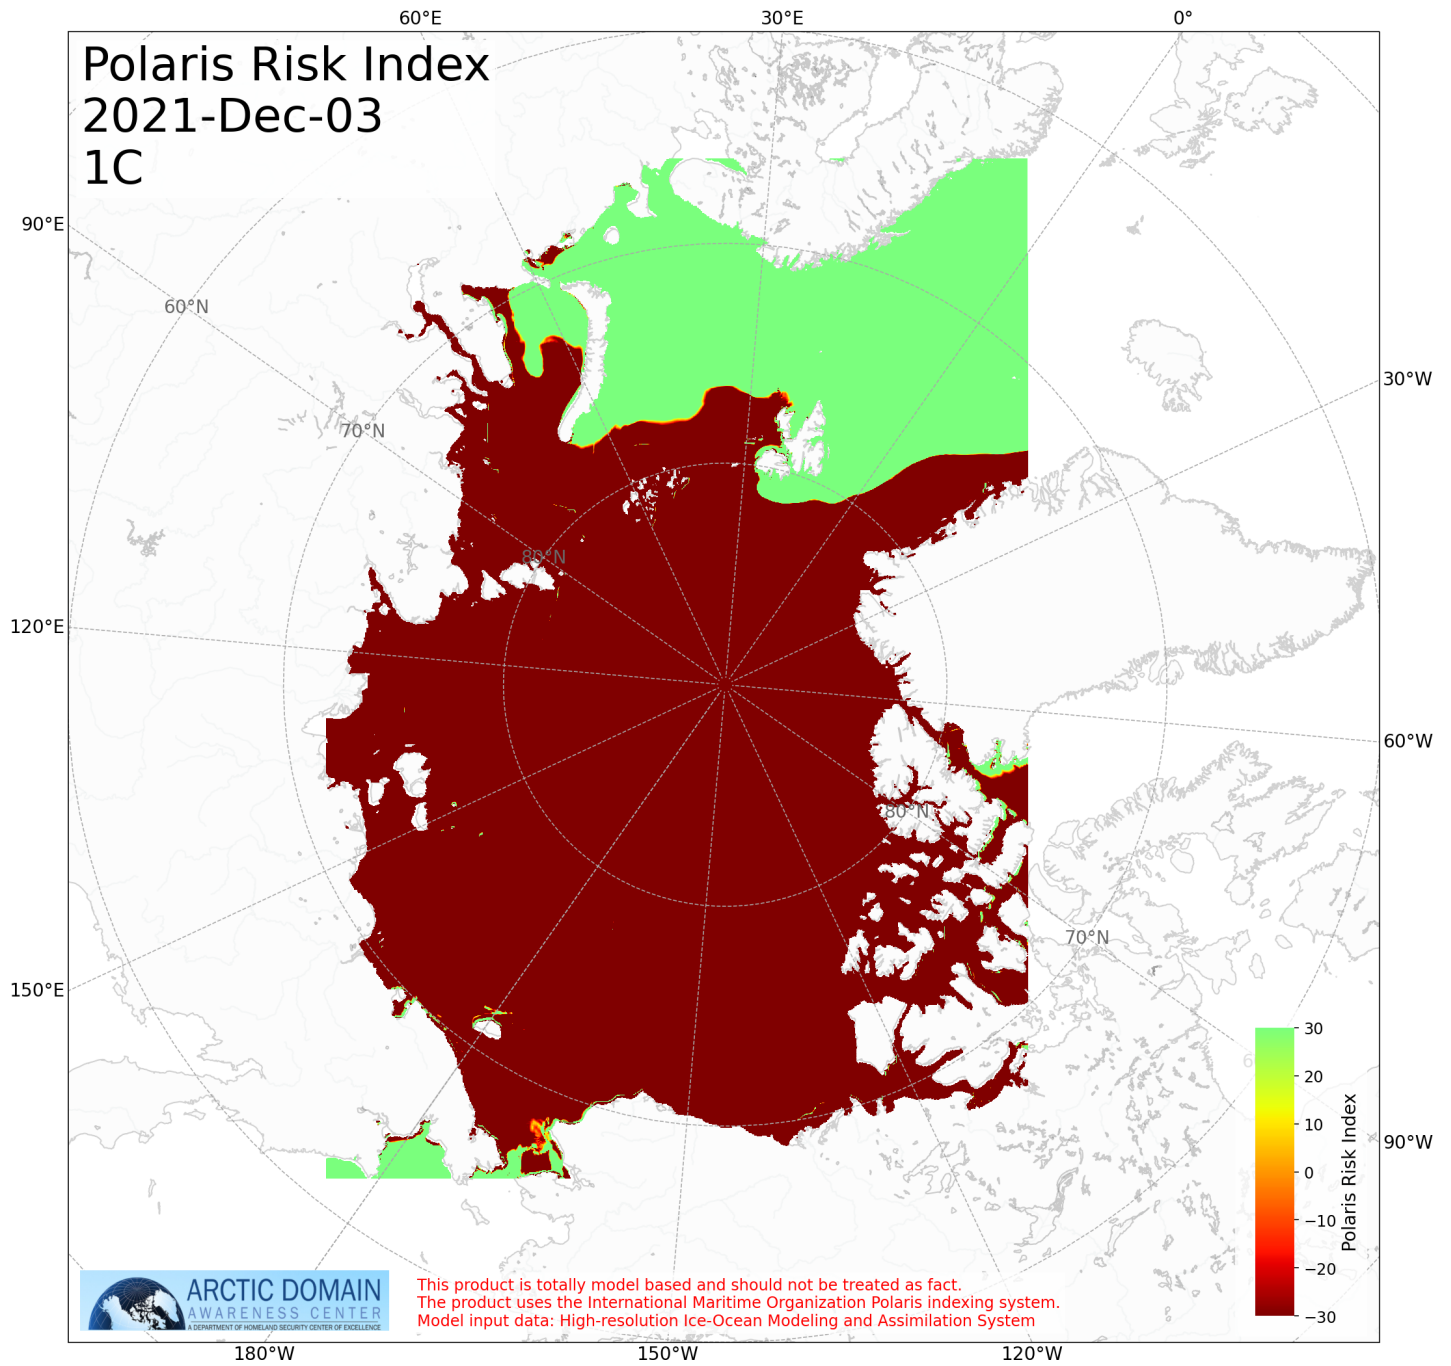 60°E
30°E
0°
Polaris Risk Index
2021-Dec-03
1C
90°E
60°N
30°W
70°N
80°N
120°E
60°W
80°N
70°N
150°E
30
20
10
0
−10
−20
−30
Polaris Risk Index
90°W
ARCTIC DOMAIN
AWARENESS CENTER
A DEPARTMENT OF HOMELAND SECURITY CENTER OF EXCELLENCE
This product is totally model based and should not be treated as fact.
The product uses the International Maritime Organization Polaris indexing system.
Model input data: High-resolution Ice-Ocean Modeling and Assimilation System
180°W
150°W
120°W